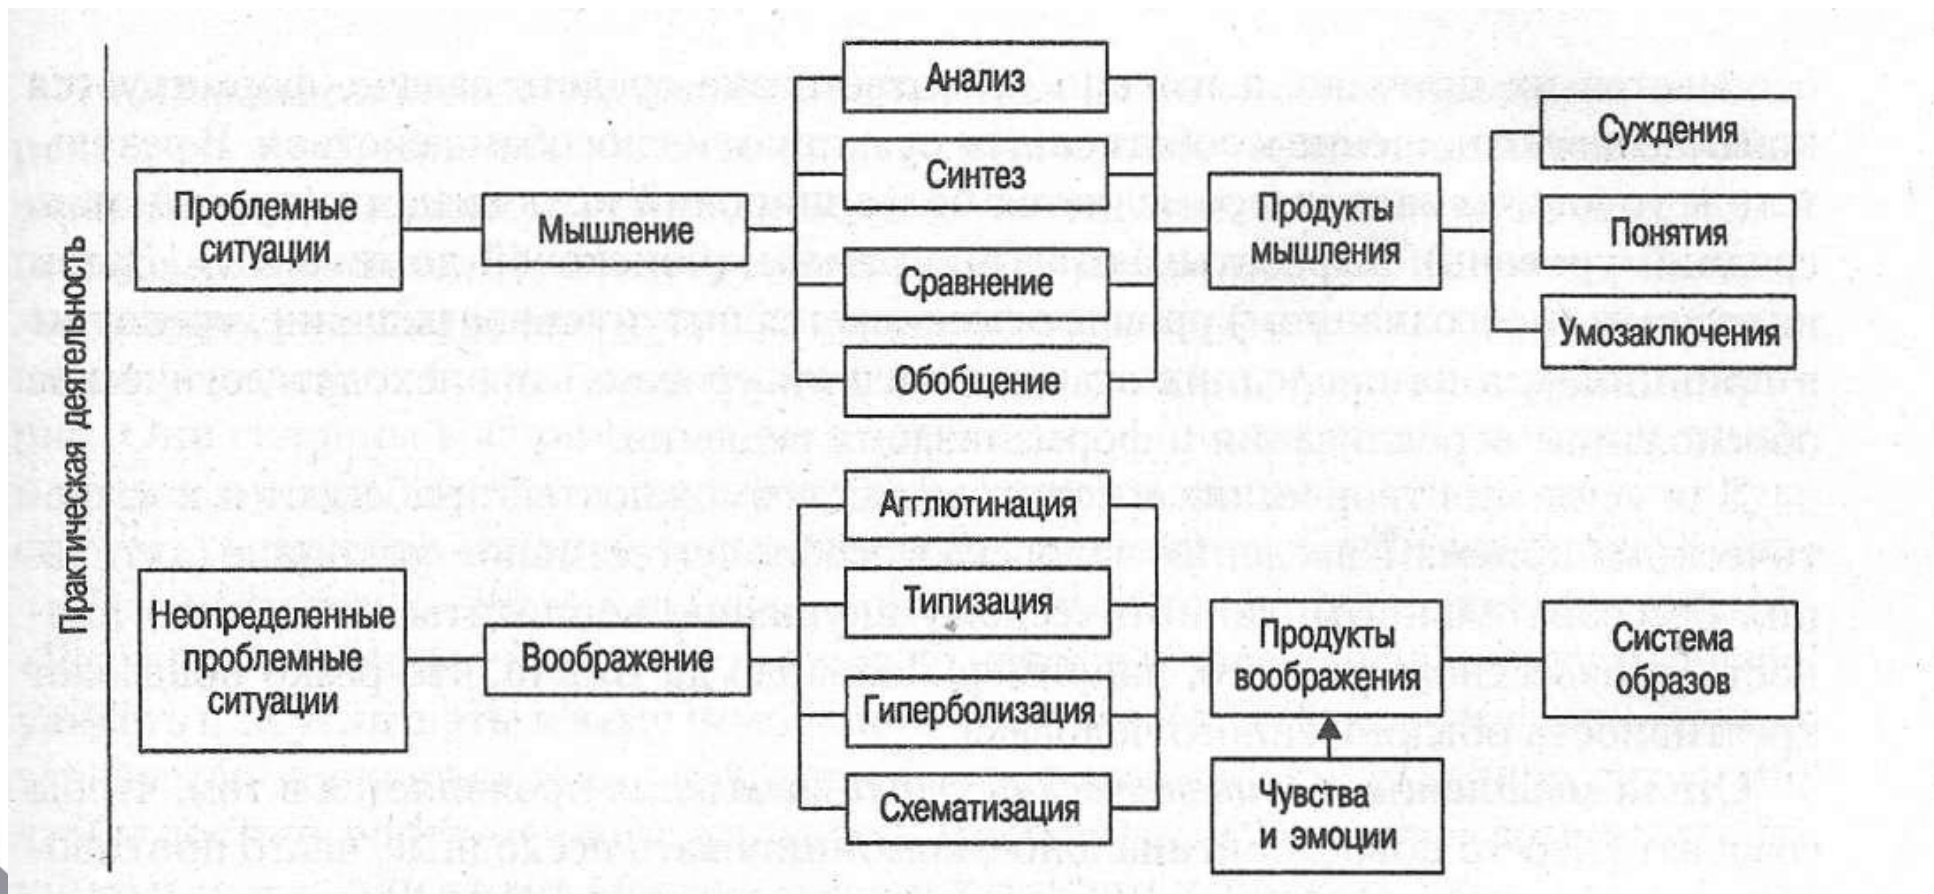 Практическая деятельность
Проблемные
ситуации
Мышление
Анализ
Синтез
Сравнение
Обобщение
Продукты
мышления
Суждения
Понятия
Умозаключения
Неопределенные
проблемные
ситуации
Воображение
Агглютинация
Типизация
Гиперболизация
Схематизация
Продукты
воображения
Чувства
и эмоции
Система
образов